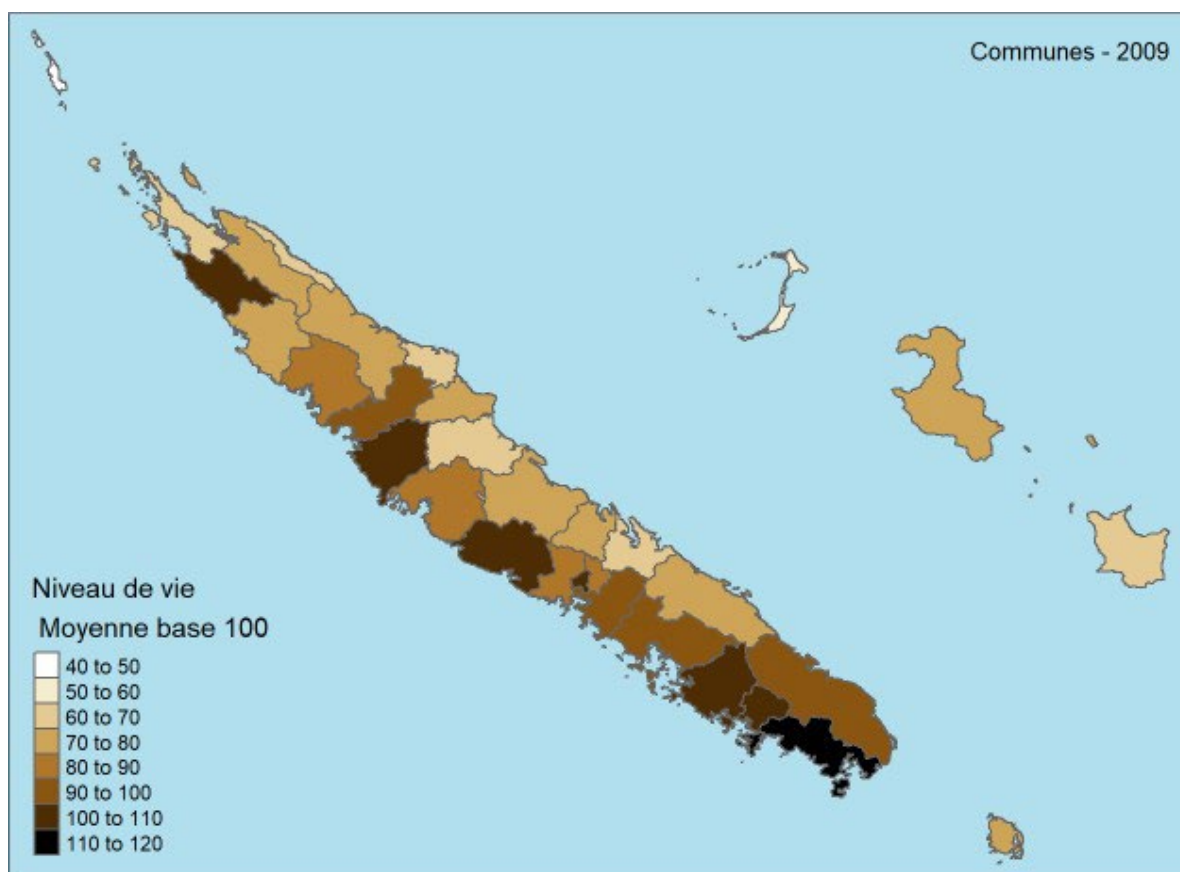 Communes - 2009
Niveau de vie
Moyenne base 100
40 to 50
50 to 60
60 to 70
70 to 80
80 to 90
90 to 100
100 to 110
110 to 120